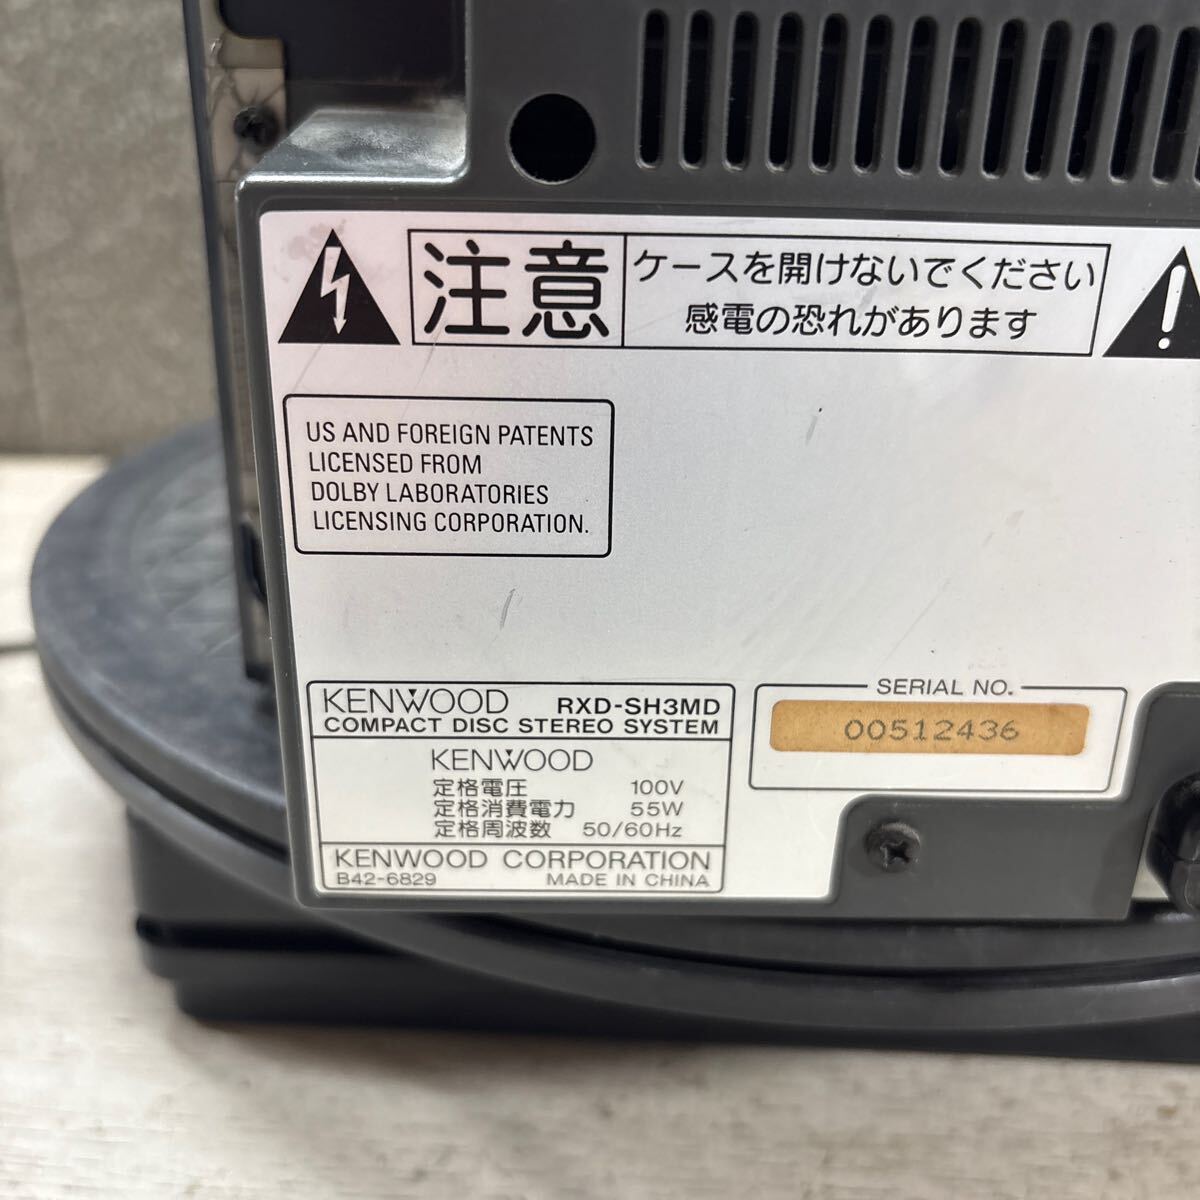 注意
ケースを開けないでください
感電の恐れがあります
US AND FOREIGN PATENTS
LICENSED FROM
DOLBY LABORATORIES
LICENSING CORPORATION.
KENWOOD RXD-SH3MD
COMPACT DISC STEREO SYSTEM
KENWOOD
定格電圧 100V
定格消費電力 55W
定格周波数 50/60Hz
KENWOOD CORPORATION
B42-6829 MADE IN CHINA
SERIAL NO.
00512436